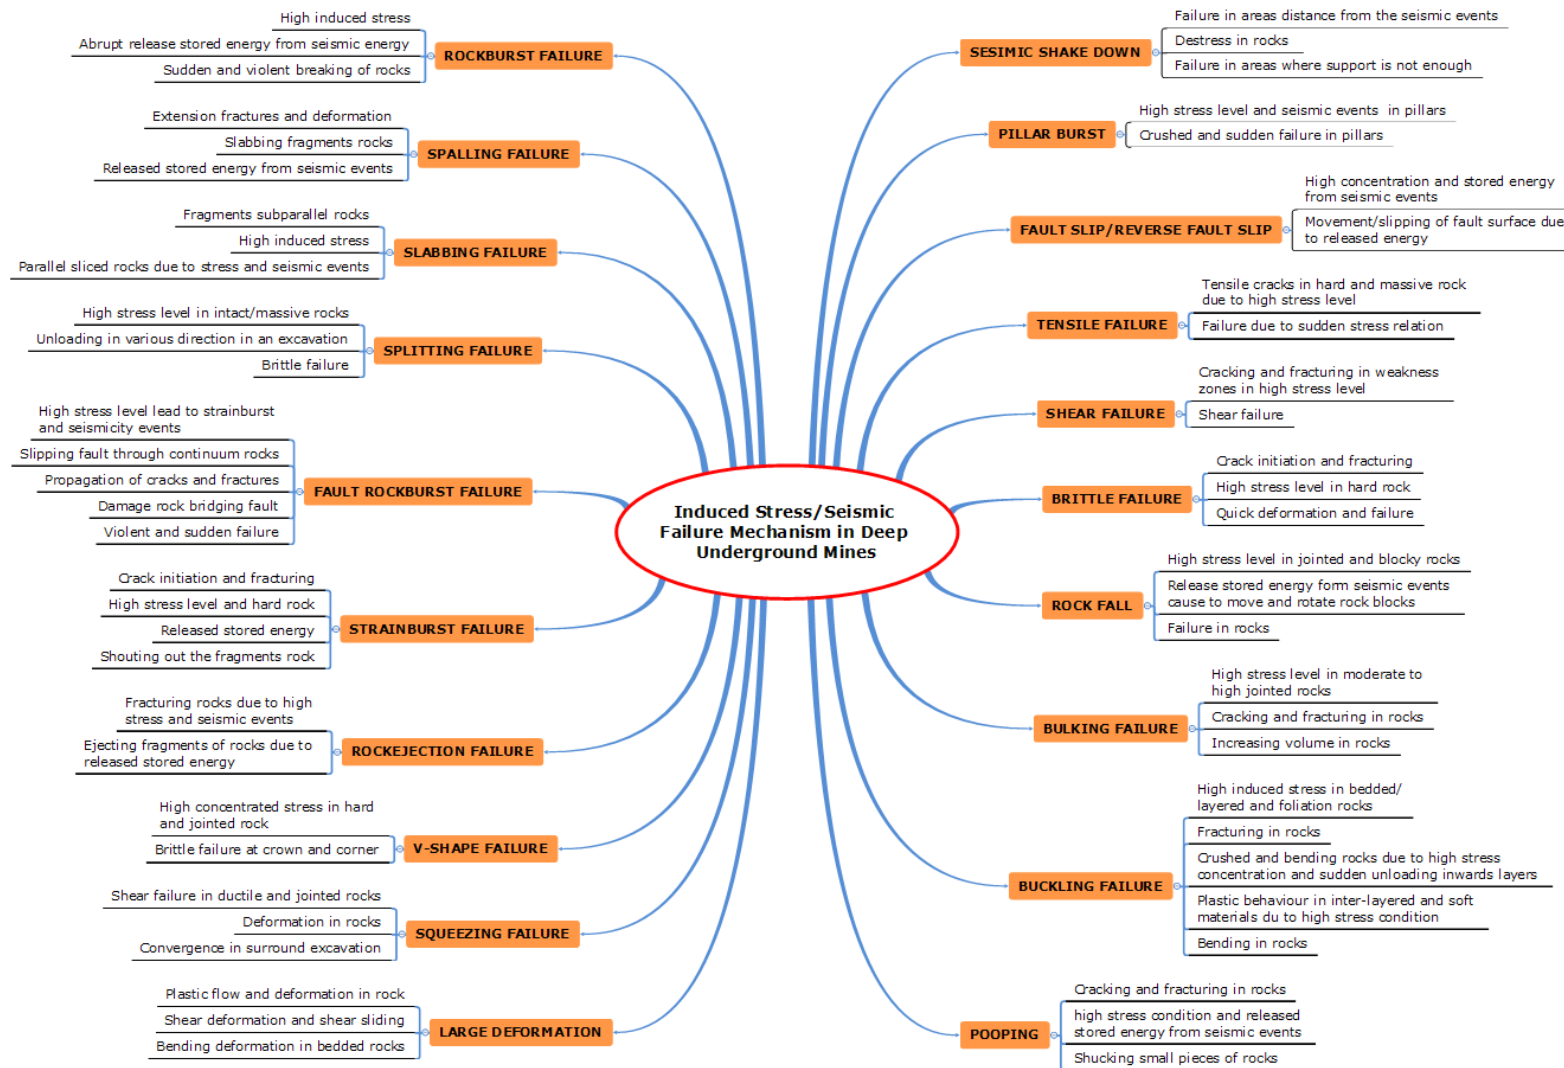 High induced stress
Abrupt release stored energy from seismic energy
Sudden and violent breaking of rocks
ROCKBURST FAILURE
Extension fractures and deformation
Slabbing fragments rocks
Released stored energy from seismic events
SPALLING FAILURE
Fragments subparallel rocks
High induced stress
Parallel sliced rocks due to stress and seismic events
SLABBING FAILURE
High stress level in intact/massive rocks
Unloading in various direction in an excavation
Brittle failure
SPLITTING FAILURE
High stress level lead to strainburst
and seismicity events
Slipping fault through continuum rocks
Propagation of cracks and fractures
Damage rock bridging fault
Violent and sudden failure
FAULT ROCKBURST FAILURE
Crack initiation and fracturing
High stress level and hard rock
Released stored energy
Shouting out the fragments rock
STRAINBURST FAILURE
Fracturing rocks due to high
stress and seismic events
Ejecting fragments of rocks due to
released stored energy
ROCKEJECTION FAILURE
High concentrated stress in hard
and jointed rock
Brittle failure at crown and corner
V-SHAPE FAILURE
Shear failure in ductile and jointed rocks
Deformation in rocks
Convergence in surround excavation
SQUEEZING FAILURE
Plastic flow and deformation in rock
Shear deformation and shear sliding
Bending deformation in bedded rocks
LARGE DEFORMATION
Induced Stress/Seismic
Failure Mechanism in Deep
Underground Mines
SESIMIC SHAKE DOWN
Failure in areas distance from the seismic events
Destress in rocks
Failure in areas where support is not enough
PILLAR BURST
High stress level and seismic events in pillars
Crushed and sudden failure in pillars
FAULT SLIP/REVERSE FAULT SLIP
High concentration and stored energy
from seismic events
Movement/slipping of fault surface due
to released energy
TENSILE FAILURE
Tensile cracks in hard and massive rock
due to high stress level
Failure due to sudden stress relation
SHEAR FAILURE
Cracking and fracturing in weakness
zones in high stress level
Shear failure
BRITTLE FAILURE
Crack initiation and fracturing
High stress level in hard rock
Quick deformation and failure
ROCK FALL
High stress level in jointed and blocky rocks
Release stored energy form seismic events
cause to move and rotate rock blocks
Failure in rocks
BULKING FAILURE
High stress level in moderate to
high jointed rocks
Cracking and fracturing in rocks
Increasing volume in rocks
BUCKLING FAILURE
High induced stress in bedded/
layered and foliation rocks
Fracturing in rocks
Crushed and bending rocks due to high stress
concentration and sudden unloading inwards layers
Plastic behaviour in inter-layered and soft
materials du to high stress condition
Bending in rocks
POOPING
Cracking and fracturing in rocks
high stress condition and released
stored energy from seismic events
Shucking small pieces of rocks